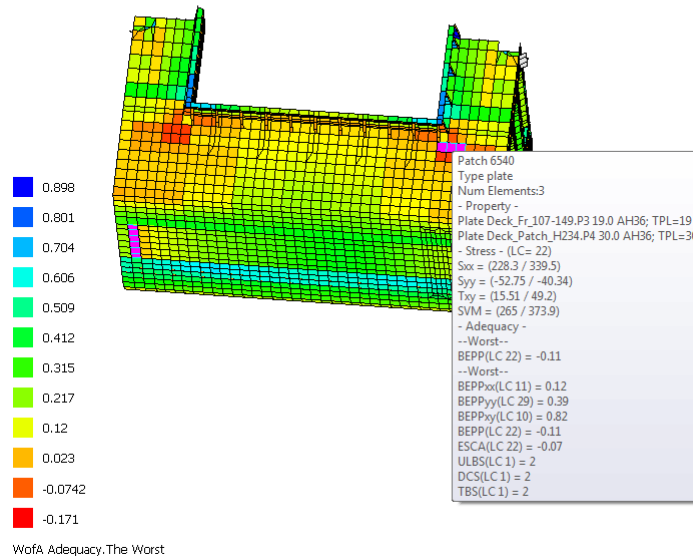 Patch 6540
Type plate
Num Elements:3
- Property -
Plate Deck_Fr_107-149.P3 19.0 AH36; TPL=19
Plate Deck_Patch_H234.P4 30.0 AH36; TPL=30
- Stress - (LC= 22)
Sxx = (228.3 / 339.5)
Syy = (-52.75 / -40.34)
Txy = (15.51 / 49.2)
SVM = (265 / 373.9)
- Adequacy -
--Worst--
BEPP(LC 22) = -0.11
--Worst--
BEPPxx(LC 11) = 0.12
BEPPyy(LC 29) = 0.39
BEPPxy(LC 10) = 0.82
BEPP(LC 22) = -0.11
ESCA(LC 22) = -0.07
ULBS(LC 1) = 2
DCS(LC 1) = 2
TBS(LC 1) = 2
0.898
0.801
0.704
0.606
0.509
0.412
0.315
0.217
0.12
0.023
-0.0742
-0.171
WofA Adequacy.The Worst